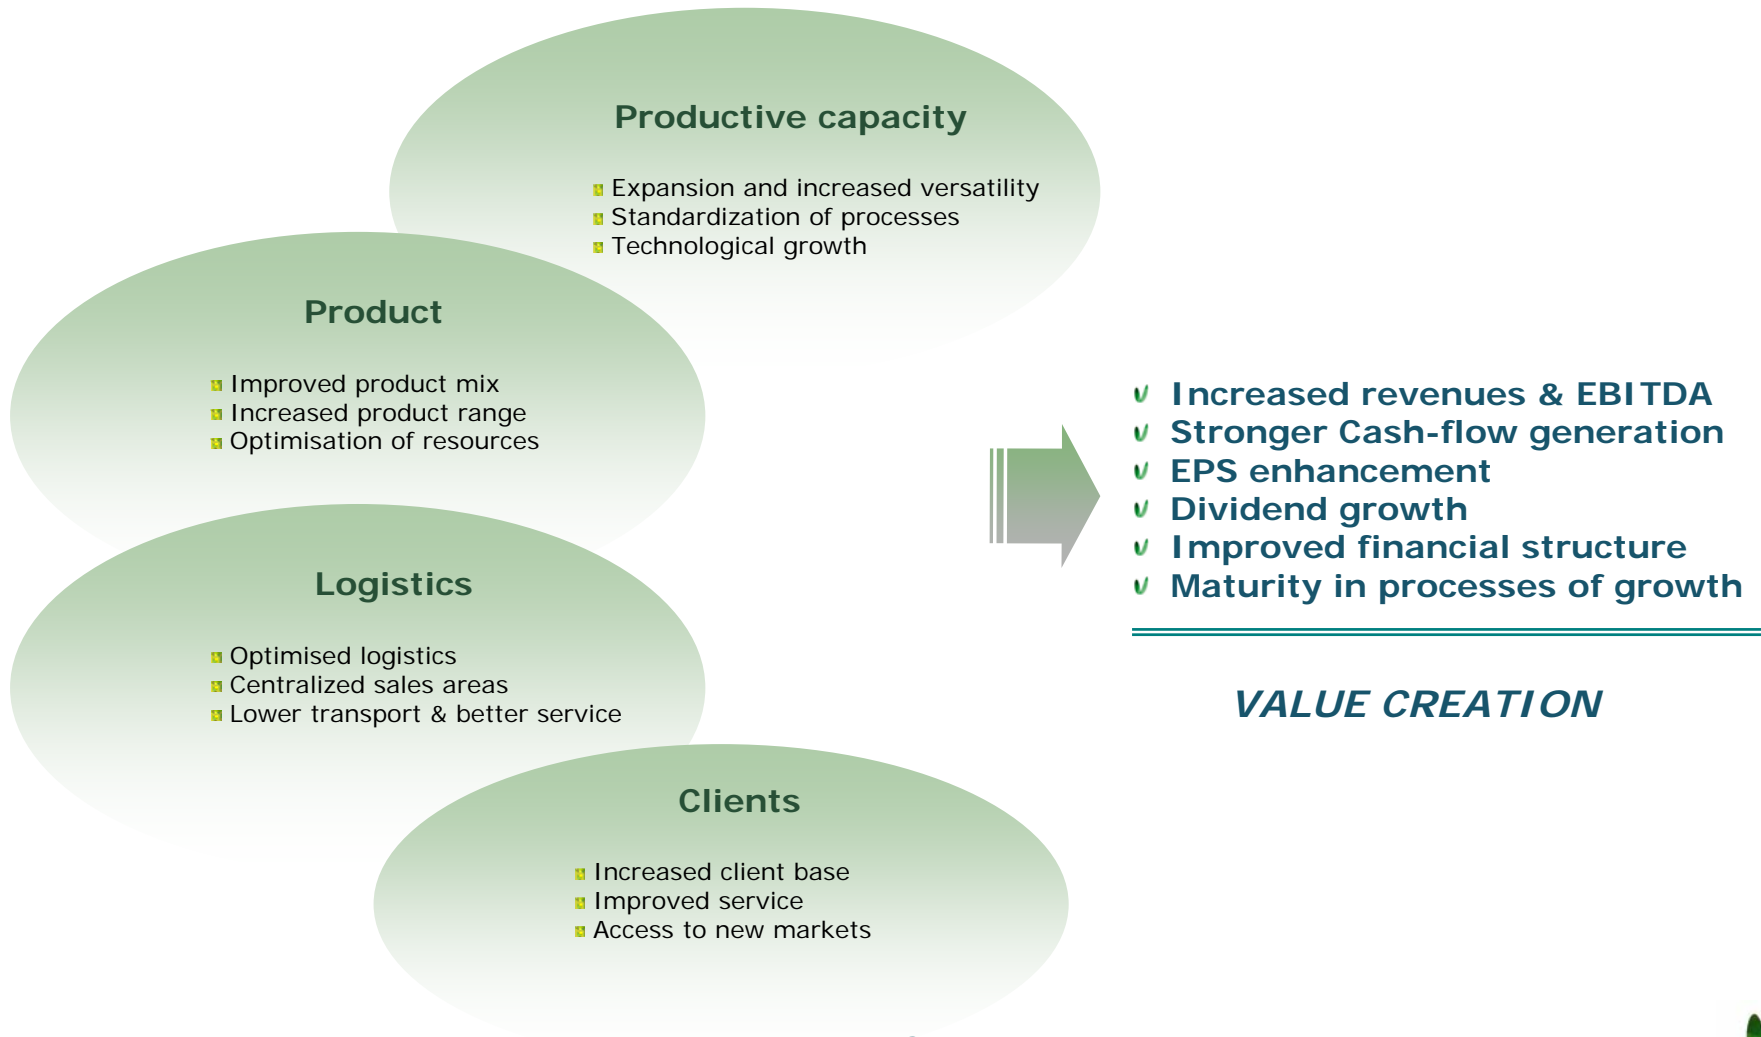 Productive capacity
Expansion and increased versatility
Standardization of processes
Technological growth
Product
Improved product mix
Increased product range
Optimisation of resources
Logistics
Optimised logistics
Centralized sales areas
Lower transport & better service
Clients
Increased client base
Improved service
Access to new markets
Increased revenues & EBITDA
Stronger Cash-flow generation
EPS enhancement
Dividend growth
Improved financial structure
Maturity in processes of growth
VALUE CREATION